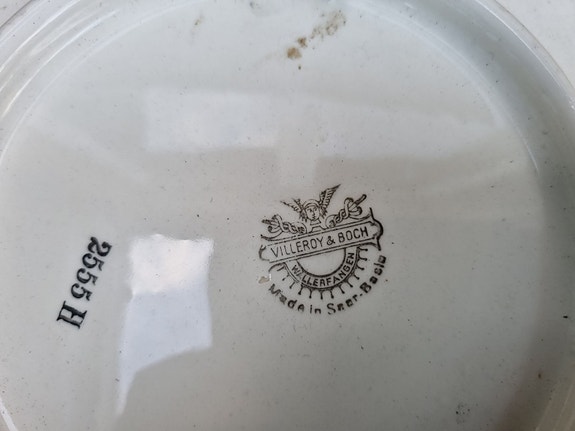 VILLEROY & BOCH
WALLERFANGEN
Made in Saar-Basin
2555 H